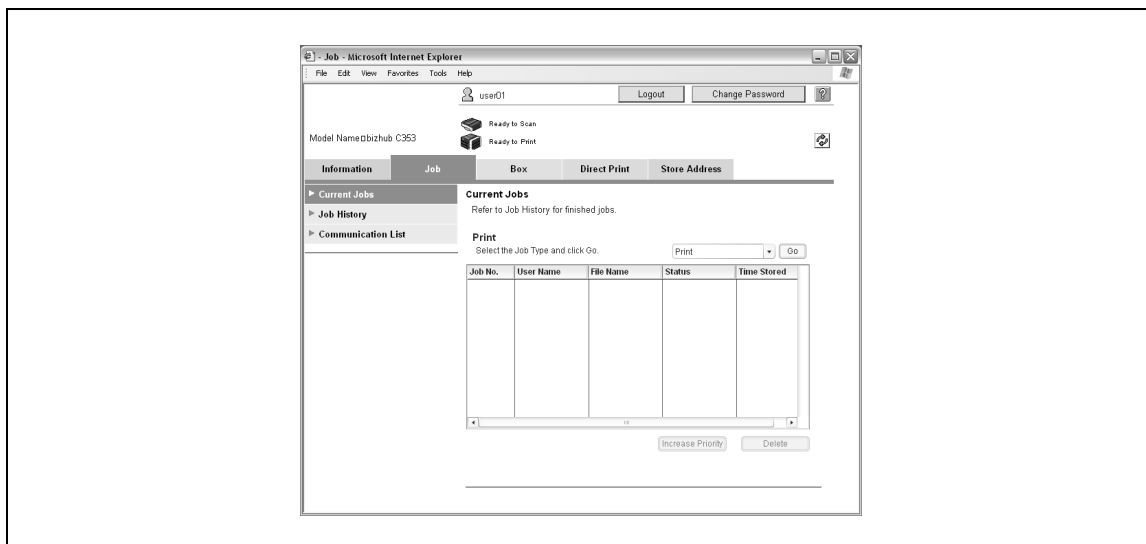 - Job - Microsoft Internet Explorer
File Edit View Favorites Tools Help
user01 Logout Change Password ?
Ready to Scan
Model Name□bizhub C353
Ready to Print
Information Job Box Direct Print Store Address
Current Jobs
Job History
Communication List
Current Jobs
Refer to Job History for finished jobs.
Print
Select the Job Type and click Go. Print Go
Job No. User Name File Name Status Time Stored
Increase Priority Delete